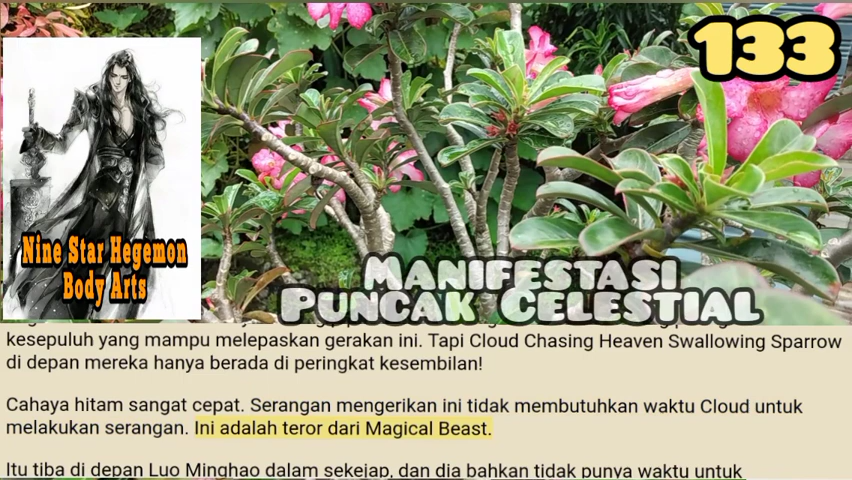 133
Nine Star Hegemon
Body Arts
Manifestasi
Puncak Celestial
kesepuluh yang mampu melepaskan gerakan ini. Tapi Cloud Chasing Heaven Swallowing Sparrow
di depan mereka hanya berada di peringkat kesembilan!
Cahaya hitam sangat cepat. Serangan mengerikan ini tidak membutuhkan waktu Cloud untuk
melakukan serangan. Ini adalah teror dari Magical Beast.
Itu tiba di depan Luo Minghao dalam sekejap, dan dia bahkan tidak punya waktu untuk